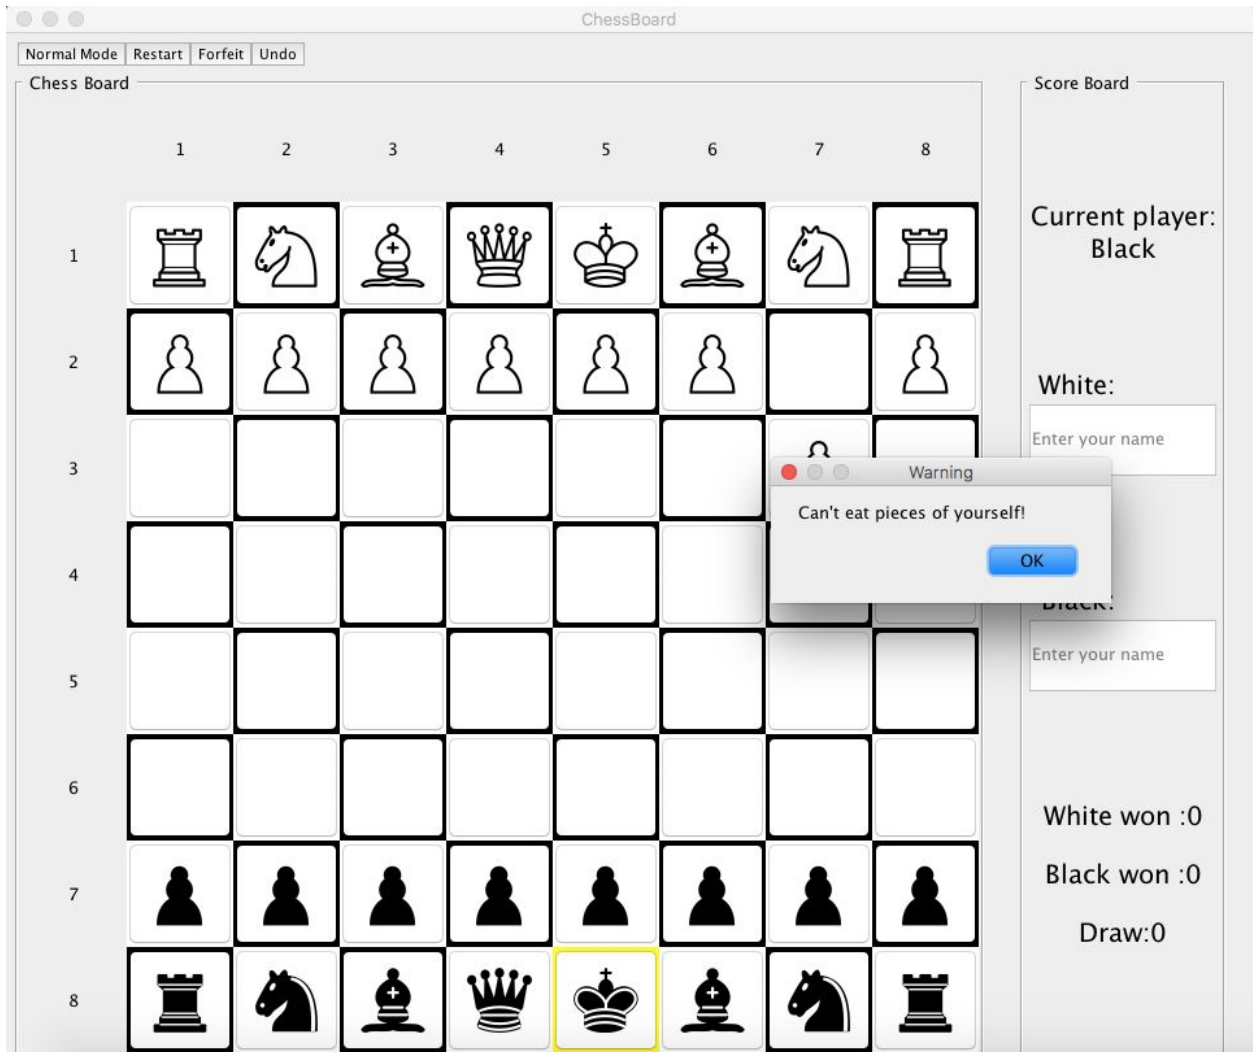 ChessBoard
Normal Mode Restart Forfeit Undo
Chess Board
Score Board
1 2 3 4 5 6 7 8
1
2
3
4
5
6
7
8
Current player:
Black
White:
Enter your name
Warning
Can't eat pieces of yourself!
OK
Black:
Enter your name
White won :0
Black won :0
Draw:0